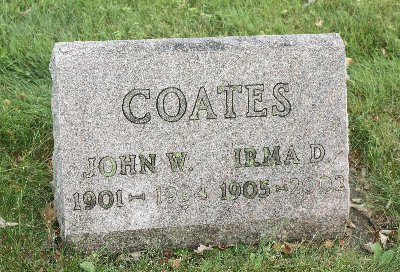 COATES
JOHN W. IRMA D.
1901 1905